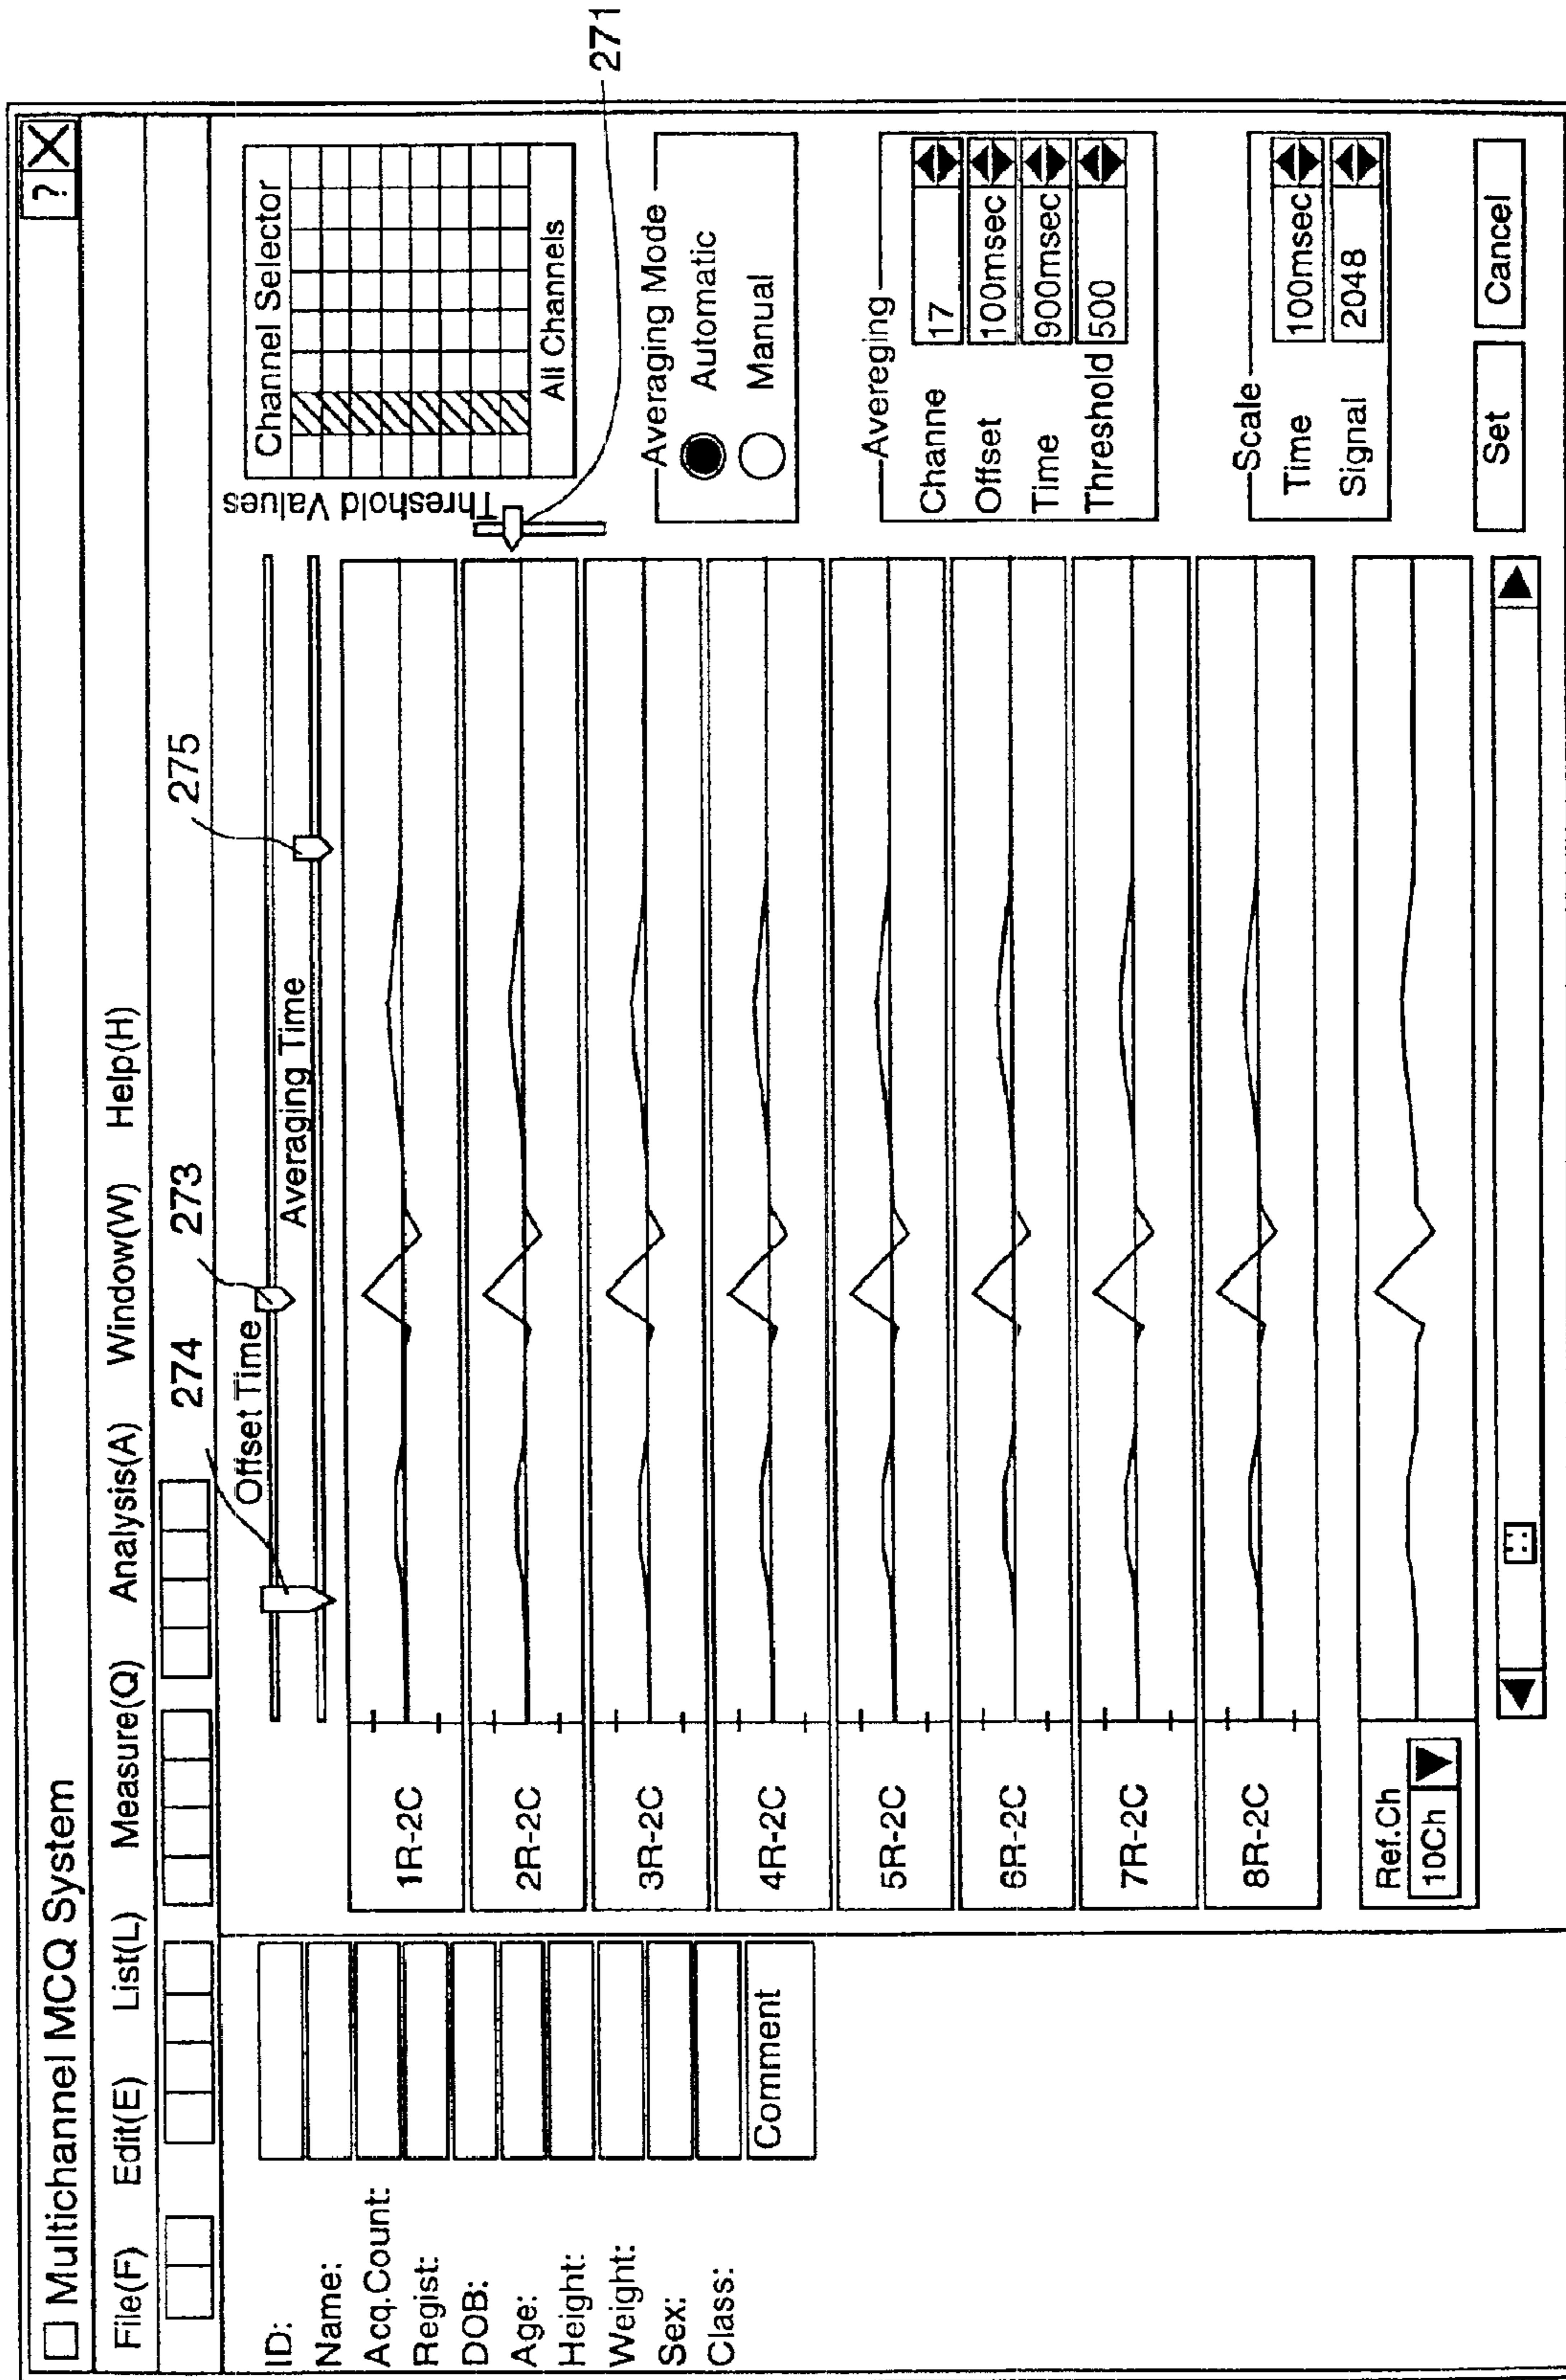 Multichannel MCQ System
? X
File(F) Edit(E) List(L) Measure(Q) Analysis(A) Window(W) Help(H)
274 273 275
ID:
Name:
Acq.Count:
Regist:
DOB:
Age:
Height:
Weight:
Sex:
Class:
Comment
Offset Time
Averaging Time
1R-2C
2R-2C
3R-2C
4R-2C
5R-2C
6R-2C
7R-2C
8R-2C
Ref.Ch
10Ch
Threshold Values
271
Channel Selector
All Channels
Averaging Mode
Automatic
Manual
Avereging
Channe 17
Offset 100msec
Time 900msec
Threshold 500
Scale
Time 100msec
Signal 2048
Set Cancel